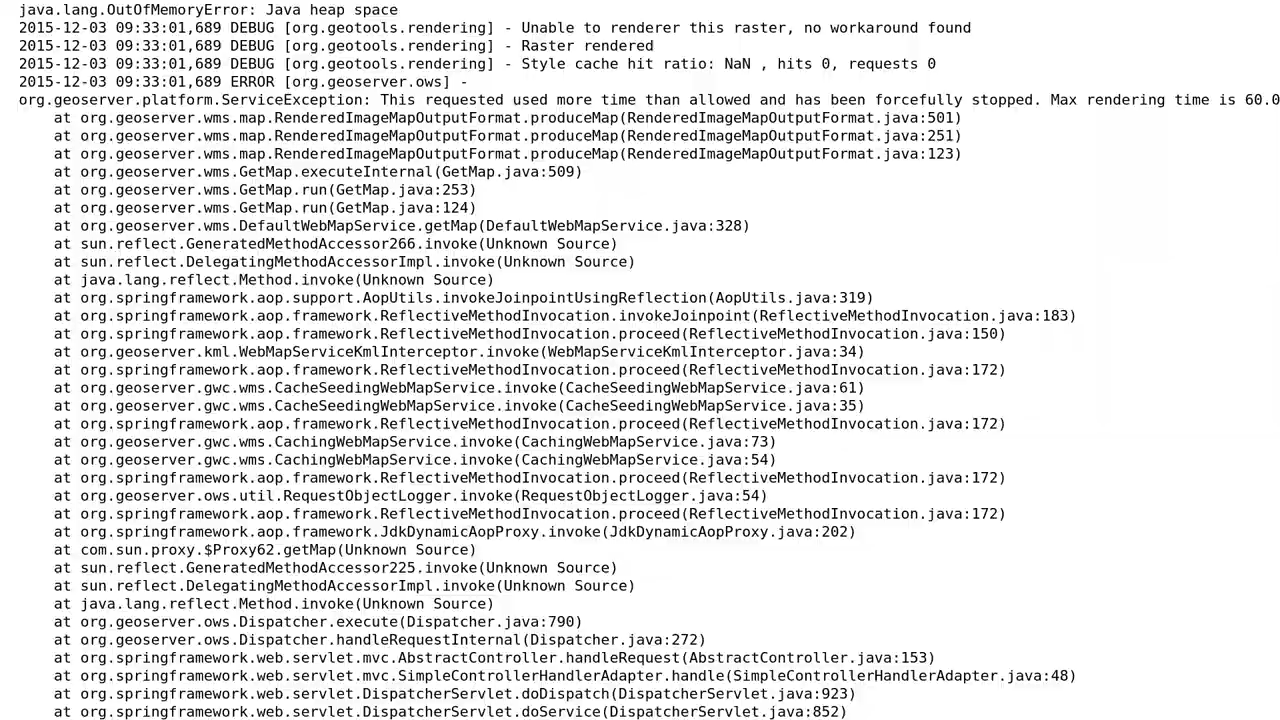 java.lang.OutOfMemoryError: Java heap space
2015-12-03 09:33:01,689 DEBUG [org.geotools.rendering] - Unable to renderer this raster, no workaround found
2015-12-03 09:33:01,689 DEBUG [org.geotools.rendering] - Raster rendered
2015-12-03 09:33:01,689 DEBUG [org.geotools.rendering] - Style cache hit ratio: NaN , hits 0, requests 0
2015-12-03 09:33:01,689 ERROR [org.geoserver.ows] -
org.geoserver.platform.ServiceException: This requested used more time than allowed and has been forcefully stopped. Max rendering time is 60.0
at org.geoserver.wms.map.RenderedImageMapOutputFormat.produceMap(RenderedImageMapOutputFormat.java:501)
at org.geoserver.wms.map.RenderedImageMapOutputFormat.produceMap(RenderedImageMapOutputFormat.java:251)
at org.geoserver.wms.map.RenderedImageMapOutputFormat.produceMap(RenderedImageMapOutputFormat.java:123)
at org.geoserver.wms.GetMap.executeInternal(GetMap.java:509)
at org.geoserver.wms.GetMap.run(GetMap.java:253)
at org.geoserver.wms.GetMap.run(GetMap.java:124)
at org.geoserver.wms.DefaultWebMapService.getMap(DefaultWebMapService.java:328)
at sun.reflect.GeneratedMethodAccessor266.invoke(Unknown Source)
at sun.reflect.DelegatingMethodAccessorImpl.invoke(Unknown Source)
at java.lang.reflect.Method.invoke(Unknown Source)
at org.springframework.aop.support.AopUtils.invokeJoinpointUsingReflection(AopUtils.java:319)
at org.springframework.aop.framework.ReflectiveMethodInvocation.invokeJoinpoint(ReflectiveMethodInvocation.java:183)
at org.springframework.aop.framework.ReflectiveMethodInvocation.proceed(ReflectiveMethodInvocation.java:150)
at org.geoserver.kml.WebMapServiceKmlInterceptor.invoke(WebMapServiceKmlInterceptor.java:34)
at org.springframework.aop.framework.ReflectiveMethodInvocation.proceed(ReflectiveMethodInvocation.java:172)
at org.geoserver.gwc.wms.CacheSeedingWebMapService.invoke(CacheSeedingWebMapService.java:61)
at org.geoserver.gwc.wms.CacheSeedingWebMapService.invoke(CacheSeedingWebMapService.java:35)
at org.springframework.aop.framework.ReflectiveMethodInvocation.proceed(ReflectiveMethodInvocation.java:172)
at org.geoserver.gwc.wms.CachingWebMapService.invoke(CachingWebMapService.java:73)
at org.geoserver.gwc.wms.CachingWebMapService.invoke(CachingWebMapService.java:54)
at org.springframework.aop.framework.ReflectiveMethodInvocation.proceed(ReflectiveMethodInvocation.java:172)
at org.geoserver.ows.util.RequestObjectLogger.invoke(RequestObjectLogger.java:54)
at org.springframework.aop.framework.ReflectiveMethodInvocation.proceed(ReflectiveMethodInvocation.java:172)
at org.springframework.aop.framework.JdkDynamicAopProxy.invoke(JdkDynamicAopProxy.java:202)
at com.sun.proxy.$Proxy62.getMap(Unknown Source)
at sun.reflect.GeneratedMethodAccessor225.invoke(Unknown Source)
at sun.reflect.DelegatingMethodAccessorImpl.invoke(Unknown Source)
at java.lang.reflect.Method.invoke(Unknown Source)
at org.geoserver.ows.Dispatcher.execute(Dispatcher.java:790)
at org.geoserver.ows.Dispatcher.handleRequestInternal(Dispatcher.java:272)
at org.springframework.web.servlet.mvc.AbstractController.handleRequest(AbstractController.java:153)
at org.springframework.web.servlet.mvc.SimpleControllerHandlerAdapter.handle(SimpleControllerHandlerAdapter.java:48)
at org.springframework.web.servlet.DispatcherServlet.doDispatch(DispatcherServlet.java:923)
at org.springframework.web.servlet.DispatcherServlet.doService(DispatcherServlet.java:852)